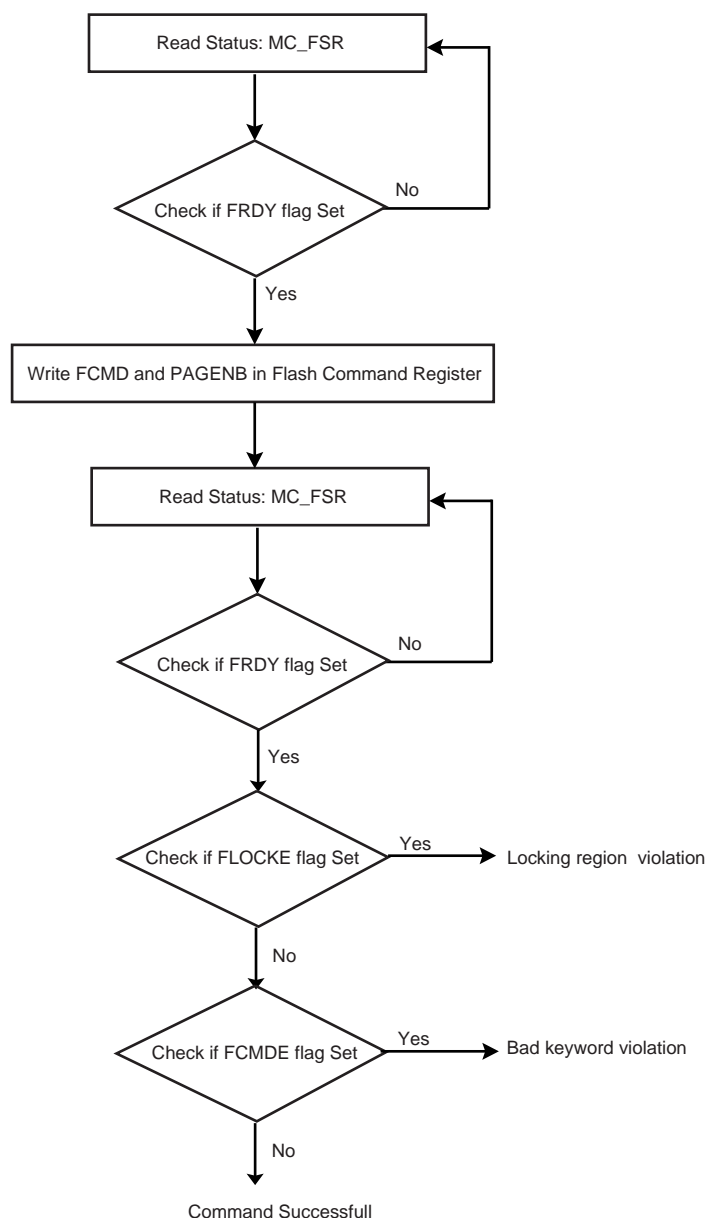 Read Status: MC_FSR
No
Check if FRDY flag Set
Yes
Write FCMD and PAGENB in Flash Command Register
Read Status: MC_FSR
No
Check if FRDY flag Set
Yes
Check if FLOCKE flag Set
Yes
Locking region violation
No
Check if FCMDE flag Set
Yes
Bad keyword violation
No
Command Successfull